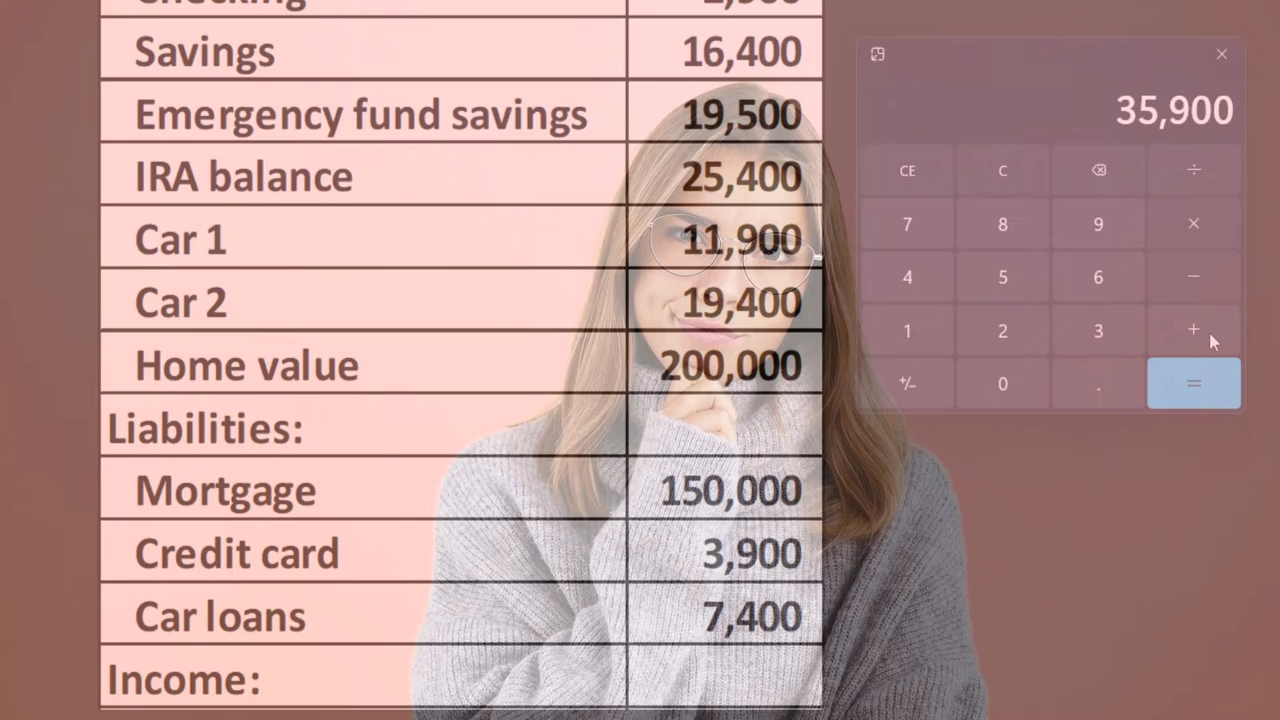 Savings 16,400
Emergency fund savings 19,500
IRA balance 25,400
Car 1 11,900
Car 2 19,400
Home value 200,000
Liabilities:
Mortgage 150,000
Credit card 3,900
Car loans 7,400
Income:
35,900
CE C ⌫ ÷
7 8 9 ×
4 5 6 −
1 2 3 +
+/− 0 . =